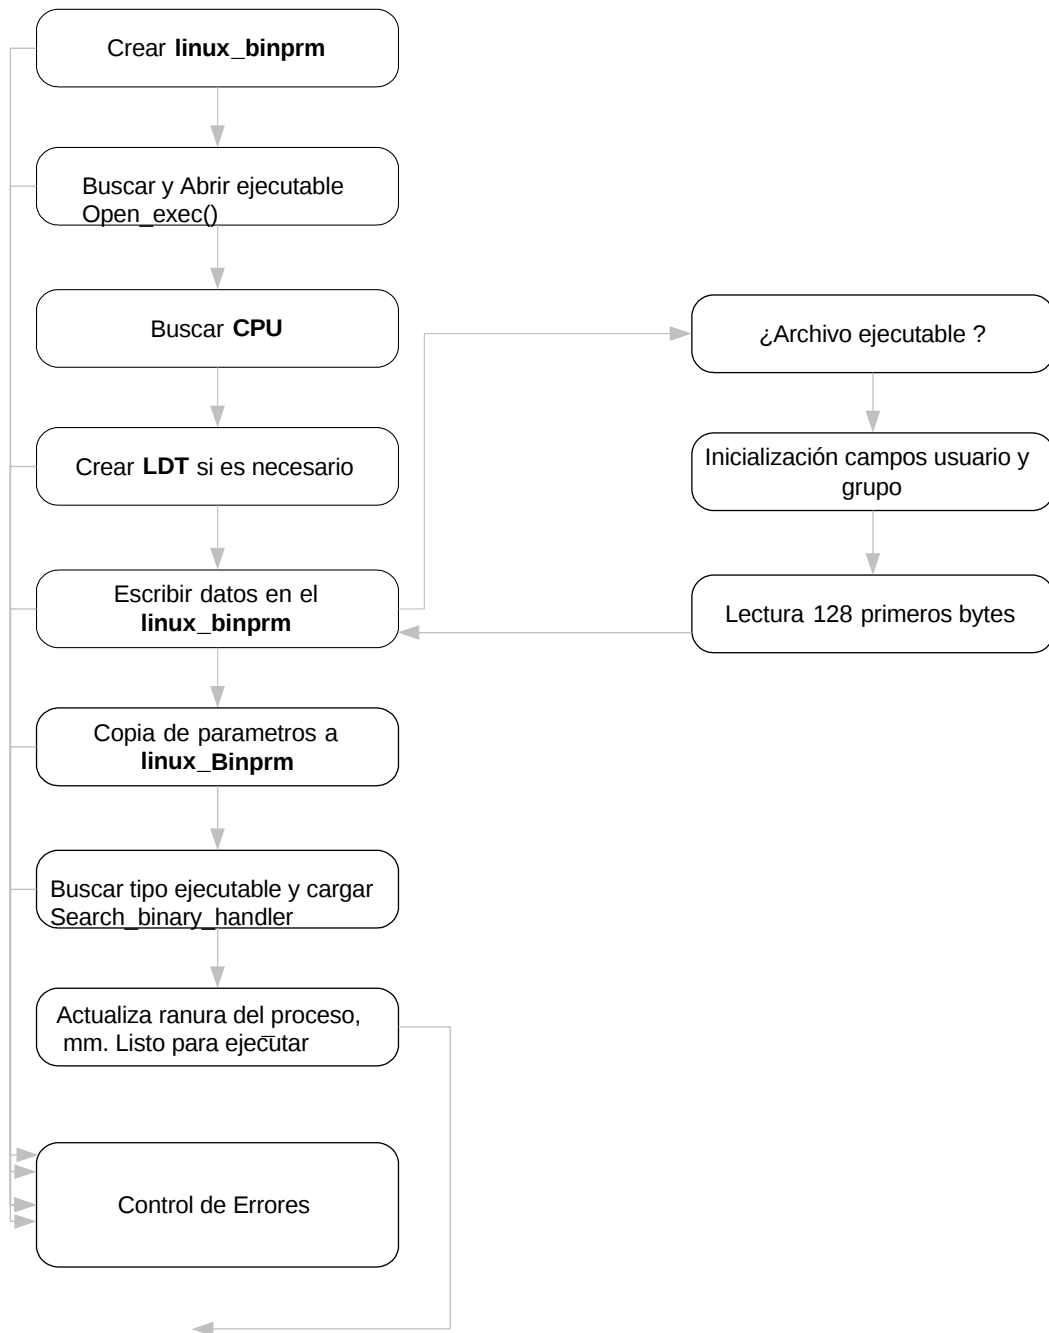 Crear linux_binprm
Buscar y Abrir ejecutable
Open_exec()
Buscar CPU
Crear LDT si es necesario
Escribir datos en el
linux_binprm
Copia de parametros a
linux_Binprm
Buscar tipo ejecutable y cargar
Search_binary_handler
Actualiza ranura del proceso,
mm. Listo para ejecutar
Control de Errores
¿Archivo ejecutable ?
Inicialización campos usuario y
grupo
Lectura 128 primeros bytes